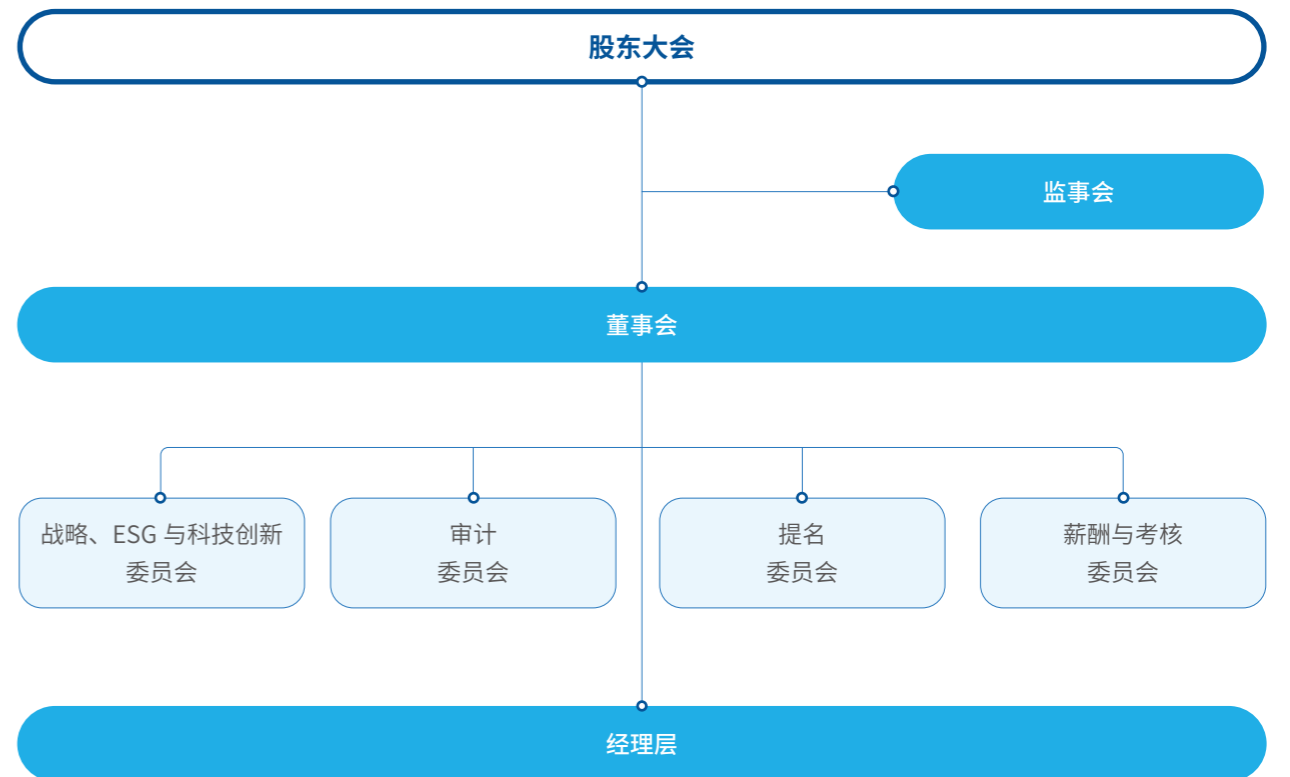 股东大会
监事会
董事会
战略、ESG 与科技创新
委员会
审计
委员会
提名
委员会
薪酬与考核
委员会
经理层